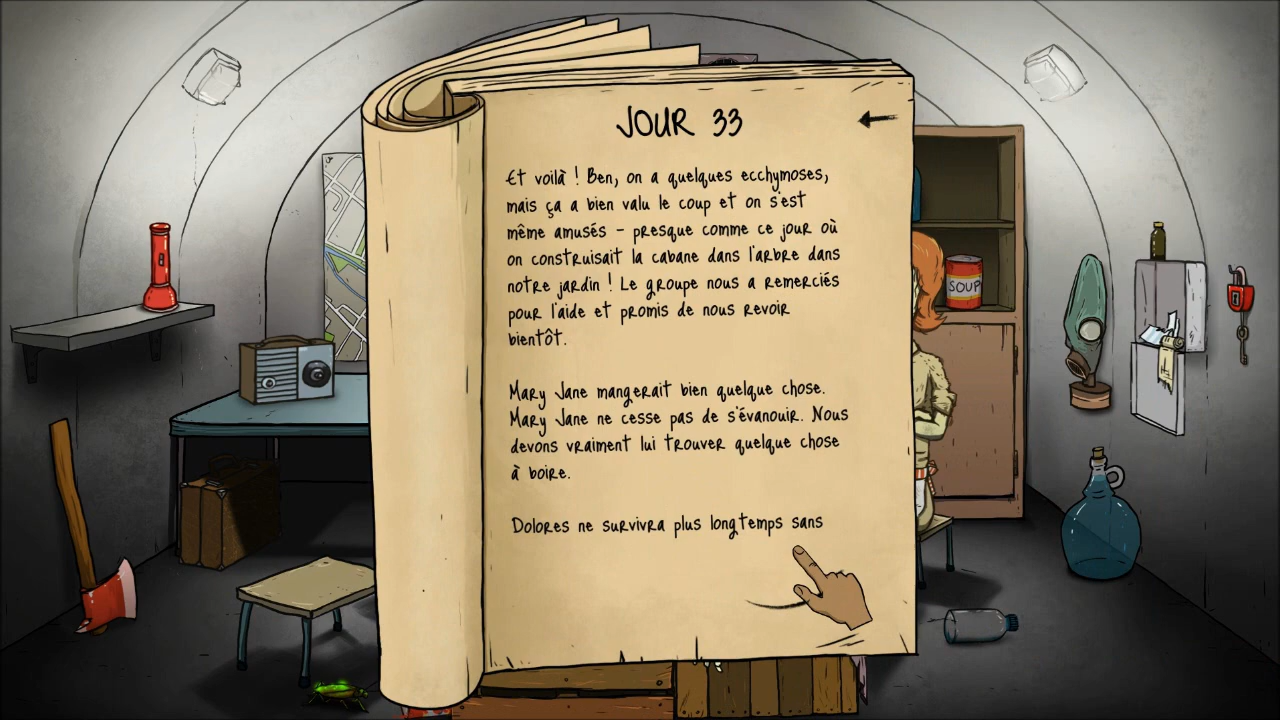 JOUR 33
Et voilà ! Ben, on a quelques ecchymoses,
mais ça a bien valu le coup et on s'est
même amusés - presque comme ce jour où
on construisait la cabane dans l'arbre dans
notre jardin ! Le groupe nous a remerciés
pour l'aide et promis de nous revoir
bientôt.
Mary Jane mangerait bien quelque chose.
Mary Jane ne cesse pas de s'évanouir. Nous
devons vraiment lui trouver quelque chose
à boire.
Dolores ne survivra plus longtemps sans
SOUP